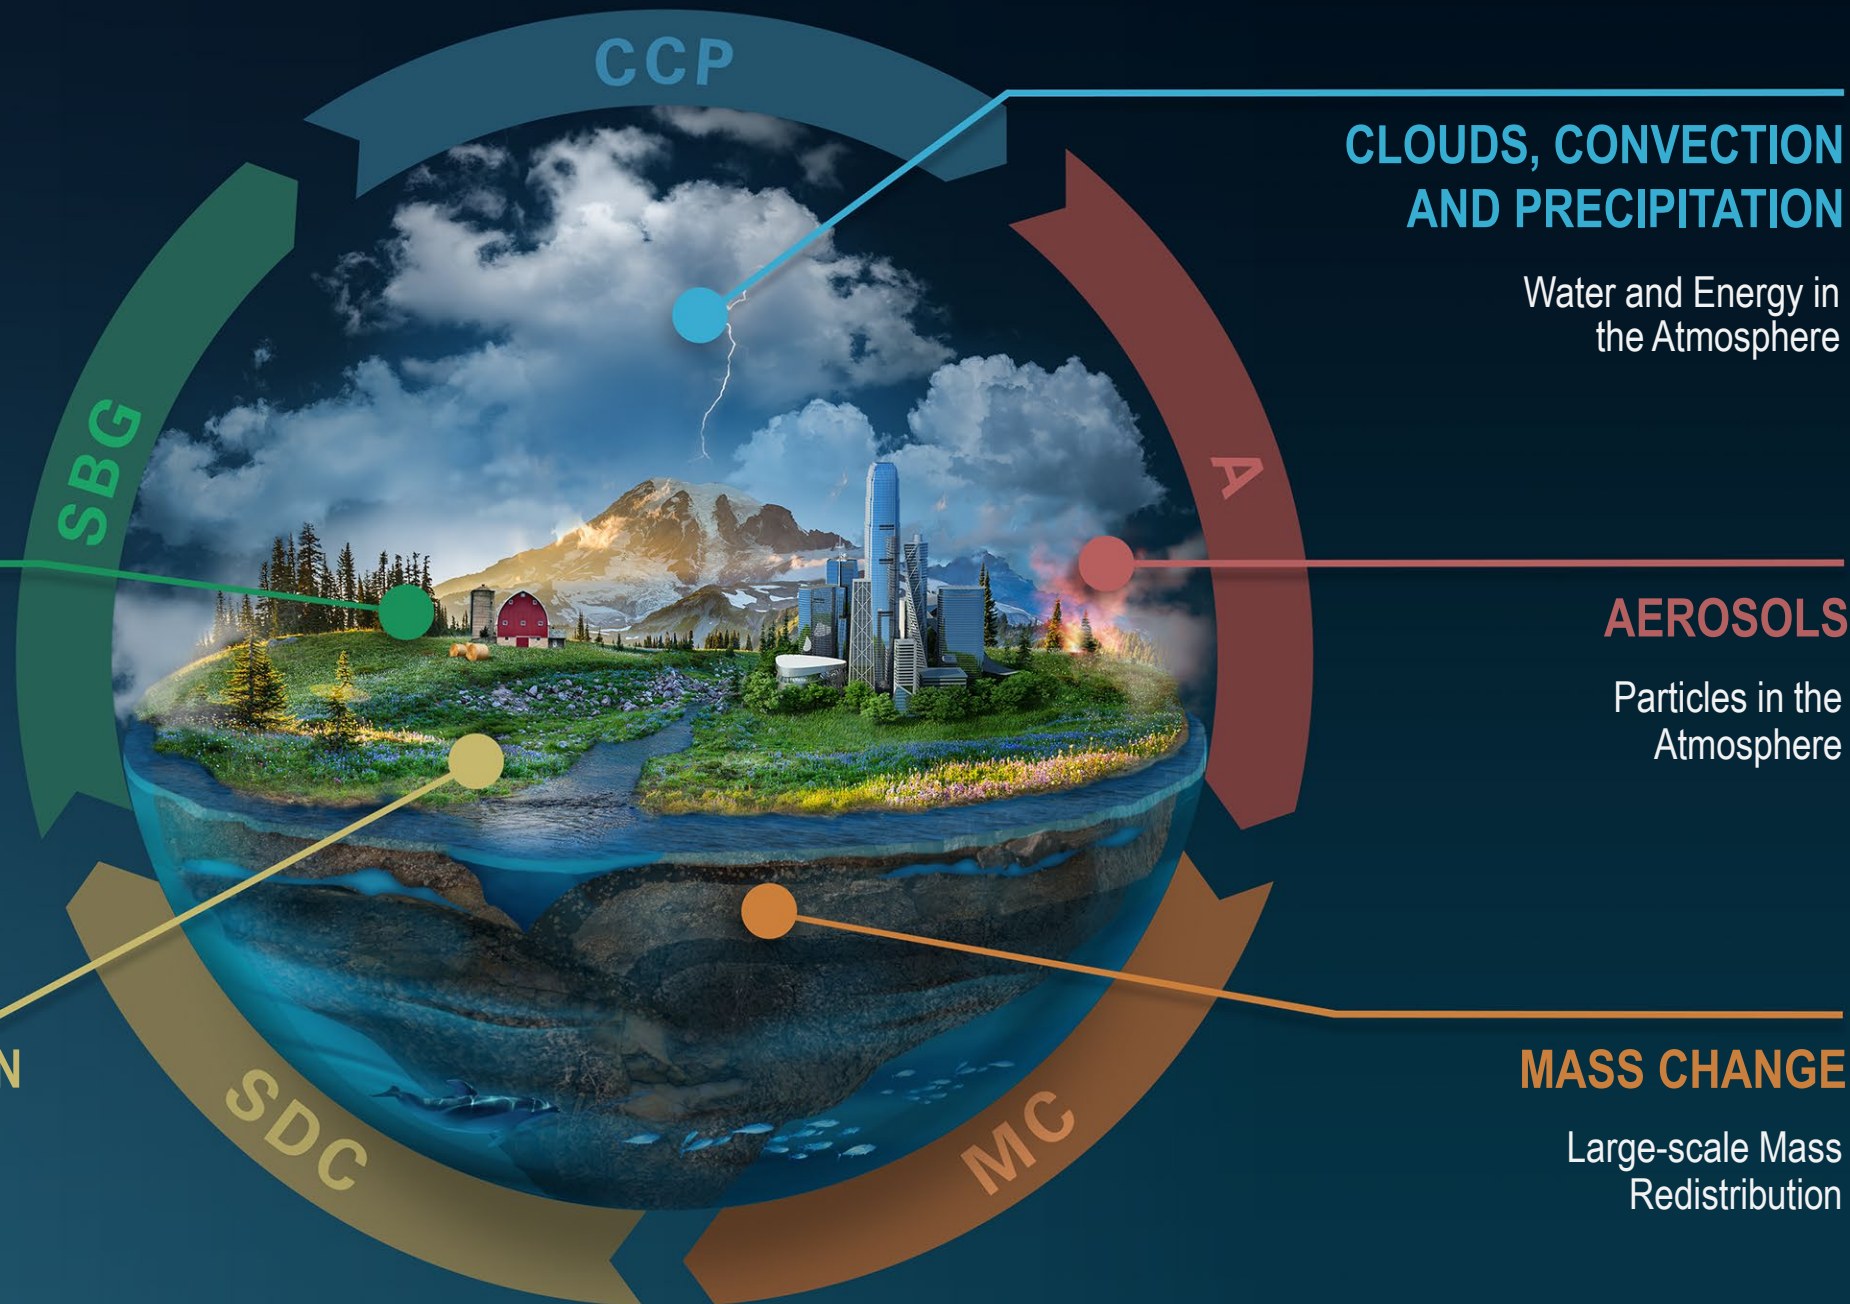 CCP
CLOUDS, CONVECTION
AND PRECIPITATION
Water and Energy in
the Atmosphere
SBG
A
AEROSOLS
Particles in the
Atmosphere
N
MASS CHANGE
SDC
MC
Large-scale Mass
Redistribution